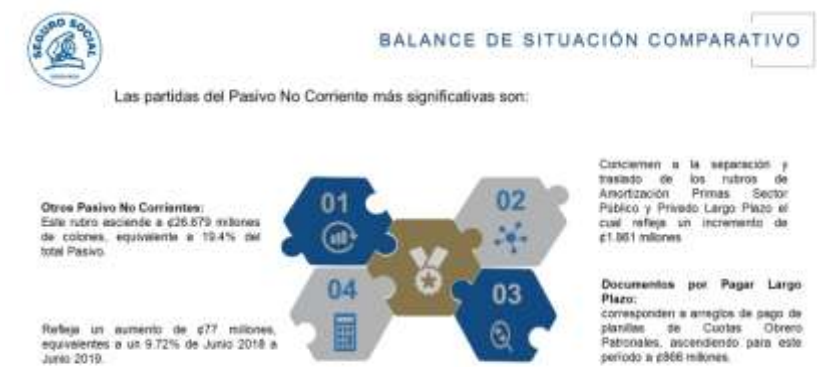 SEGURO SOCIAL
BALANCE DE SITUACIÓN COMPARATIVO
Las partidas del Pasivo No Corriente más significativas son:
01
Otros Pasivo No Corrientes:
Este rubro asciende a ¢26.679 millones
de colones, equivalente a 19.4% del
total Pasivo.
02
Conciernen a la separación y
traslado de los rubros de
Amortización Primas Sector
Público y Privado Largo Plazo el
cual refleja un incremento de
¢1.861 millones
04
Refleja un aumento de ¢77 millones,
equivalentes a un 9.72% de Junio 2018 a
Junio 2019.
03
Documentos por Pagar Largo
Plazo:
corresponden a arreglos de pago de
planillas de Cuotas Obrero
Patronales, ascendiendo para este
periodo a ¢866 millones.